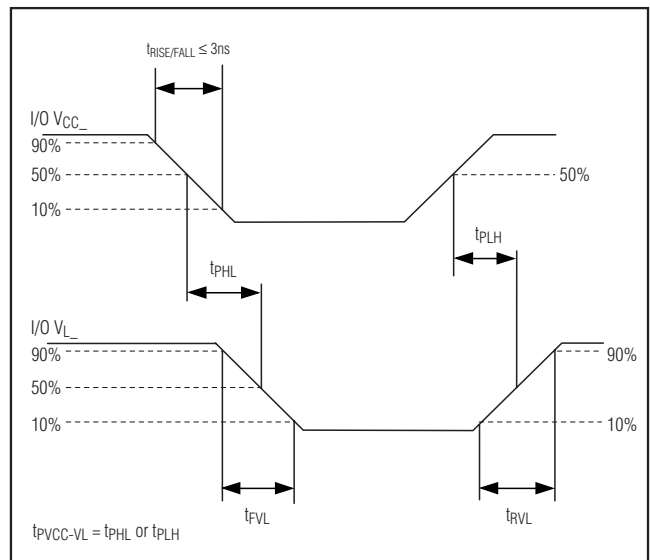 tRISE/FALL ≤ 3ns
I/O VCC_
90%
50%
50%
10%
tPLH
tPHL
I/O VL_
90%
90%
50%
10%
10%
tFVL
tRVL
tPVCC-VL = tPHL or tPLH